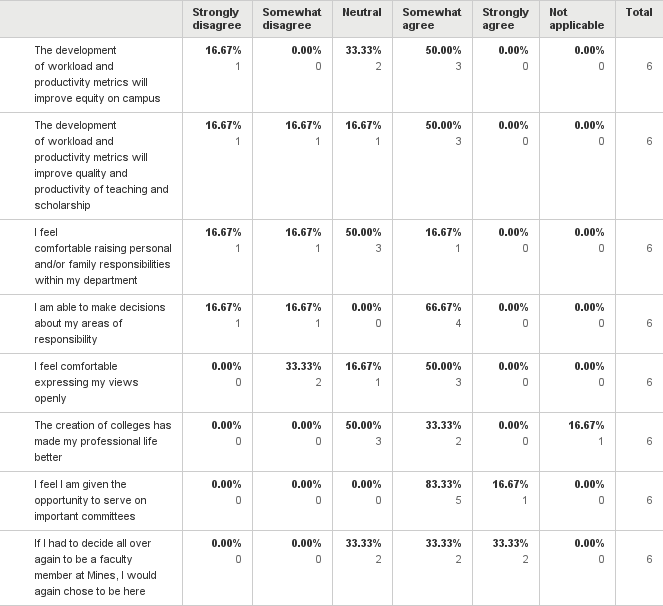 Strongly disagree Somewhat disagree Neutral Somewhat agree Strongly agree Not applicable Total
The development 16.67% 0.00% 33.33% 50.00% 0.00% 0.00%
of workload and 1 0 2 3 0 0 6
productivity metrics will
improve equity on campus
The development 16.67% 16.67% 16.67% 50.00% 0.00% 0.00%
of workload and 1 1 1 3 0 0 6
productivity metrics will
improve quality and
productivity of teaching and
scholarship
I feel 16.67% 16.67% 50.00% 16.67% 0.00% 0.00%
comfortable raising personal 1 1 3 1 0 0 6
and/or family responsibilities
within my department
I am able to make decisions 16.67% 16.67% 0.00% 66.67% 0.00% 0.00%
about my areas of 1 1 0 4 0 0 6
responsibility
I feel comfortable 0.00% 33.33% 16.67% 50.00% 0.00% 0.00%
expressing my views 0 2 1 3 0 0 6
openly
The creation of colleges has 0.00% 0.00% 50.00% 33.33% 0.00% 16.67%
made my professional life 0 0 3 2 0 1 6
better
I feel I am given the 0.00% 0.00% 0.00% 83.33% 16.67% 0.00%
opportunity to serve on 0 0 0 5 1 0 6
important committees
If I had to decide all over 0.00% 0.00% 33.33% 33.33% 33.33% 0.00%
again to be a faculty 0 0 2 2 2 0 6
member at Mines, I would
again chose to be here